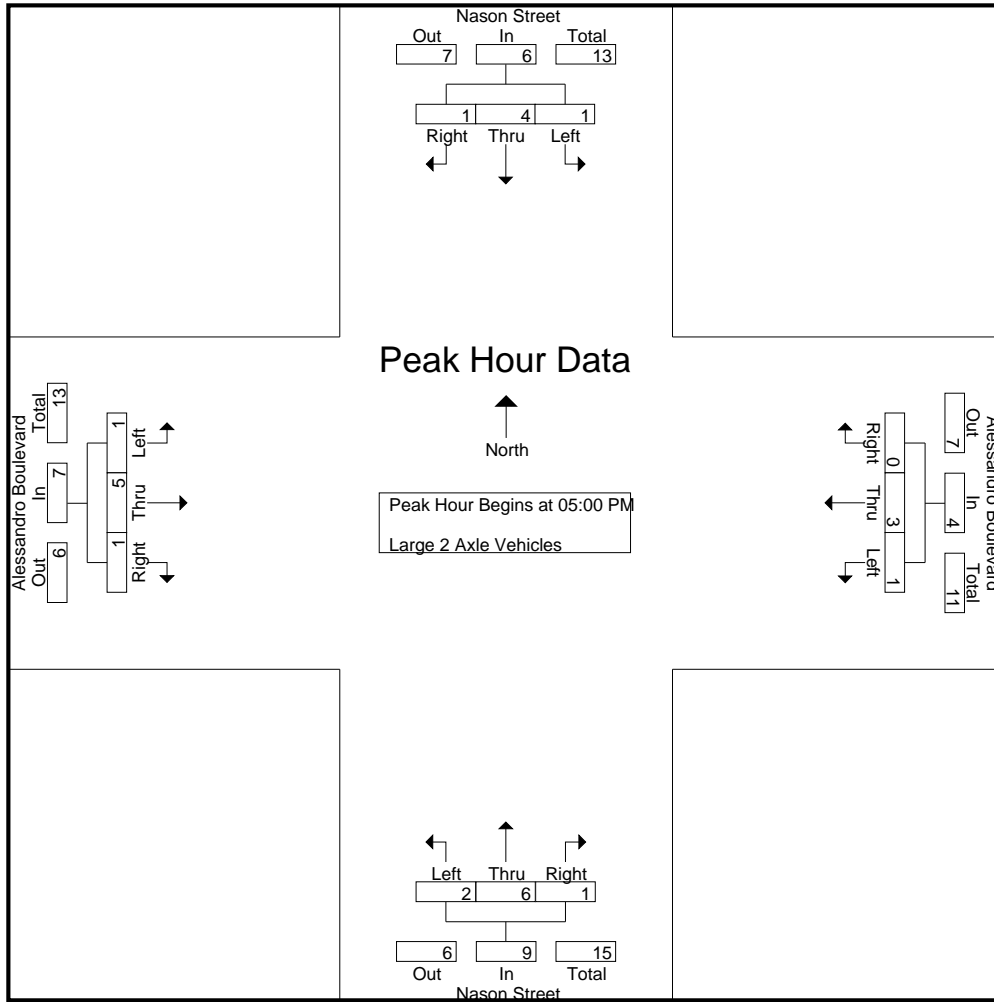 Nason Street
Out In Total
7 6 13
1 4 1
Right Thru Left
Peak Hour Data
North
Peak Hour Begins at 05:00 PM
Large 2 Axle Vehicles
Alessandro Boulevard
Out In Total
6 7 13
1 5 1
Left Thru Right
Alessandro Boulevard
Out In Total
7 4 11
0 3 1
Right Thru Left
Left Thru Right
2 6 1
6 9 15
Out In Total
Nason Street